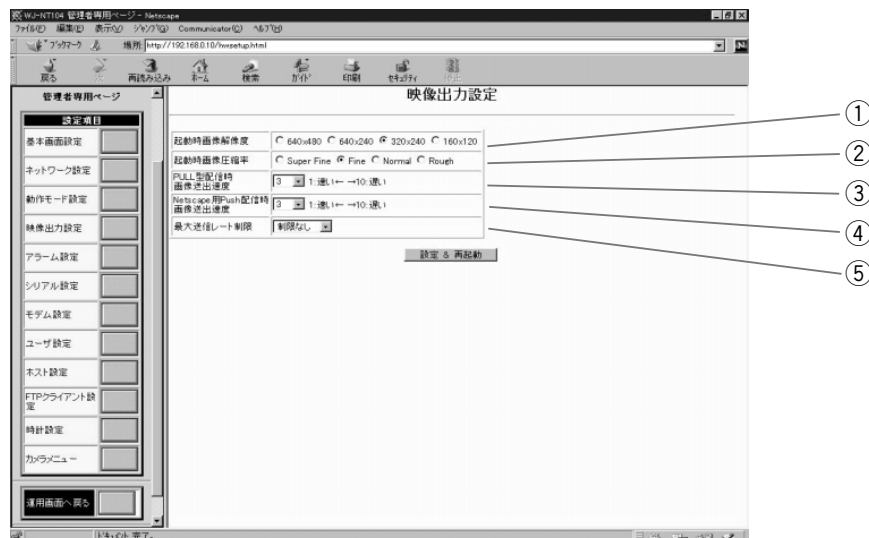 WJ-NT104 管理者専用ページ - Netscape
ファイル(F) 編集(E) 表示(V) ジャンプ(G) Communicator(C) ヘルプ(H)
ブックマーク 場所: http://192.168.0.10/hwsetup.html
戻る 再読み込み ホーム 検索 ガイド 印刷 セキュリティ 停止
管理者専用ページ
設定項目
基本画面設定
ネットワーク設定
動作モード設定
映像出力設定
アラーム設定
シリアル設定
モデム設定
ユーザ設定
ホスト設定
FTPクライアント設
定
時計設定
カメラメニュー
運用画面へ戻る
映像出力設定
起動時画像解像度 640x480 640x240 320x240 160x120
起動時画像圧縮率 Super Fine Fine Normal Rough
PULL型配信時
画像送出速度 3 1:速い← →10:遅い
Netscape用Push配信時
画像送出速度 3 1:速い← →10:遅い
最大送信レート制限 制限なし
設定 & 再起動
①
②
③
④
⑤
ドキュメント: 完了。